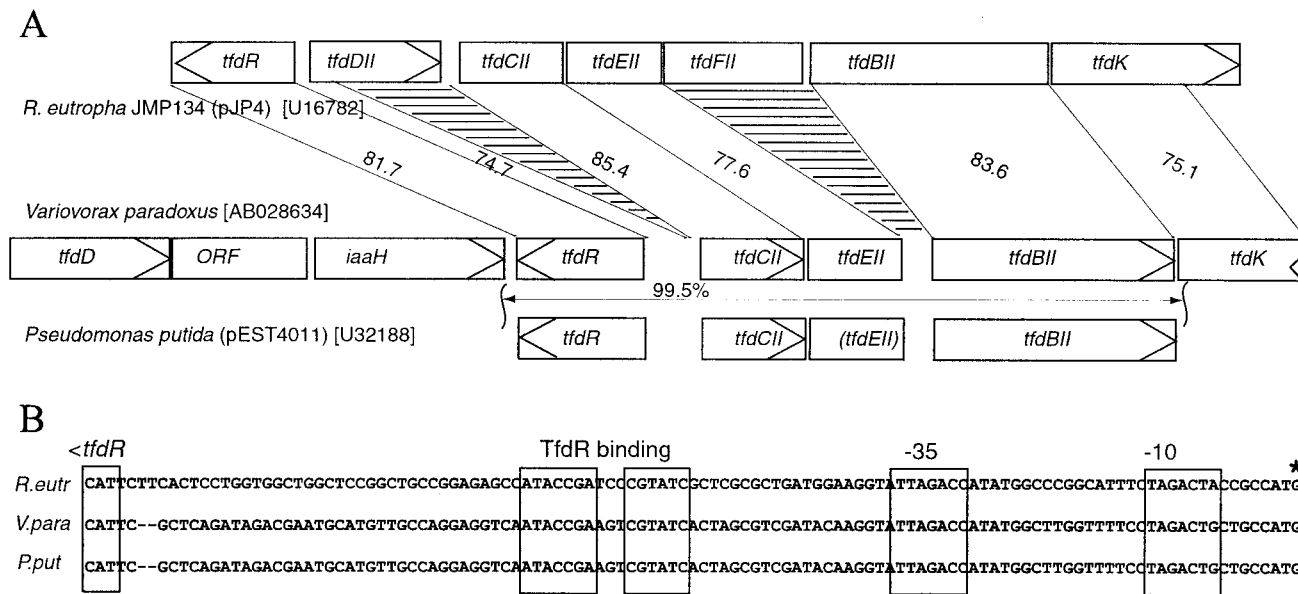 A
tfdR tfdDII tfdCII tfdEII tfdFII tfdBII tfdK
R. eutropha JMP134 (pJP4) [U16782]
81.7 74.7 85.4 77.6 83.6 75.1
Variovorax paradoxus [AB028634]
tfdD ORF iaaH tfdR tfdCII tfdEII tfdBII tfdK
99.5%
Pseudomonas putida (pEST4011) [U32188]
tfdR tfdCII (tfdEII) tfdBII
B
<tfdR TfdR binding -35 -10 *
R.eutr CATTCTTCACTCCTGGTGGCTGGCTCCGGCTGCCGGAGAGCCATACCGATCCCGTATCGCTCGCGCTGATGGAAGGTATTAGACCATATGGCCCGGCATTTCTAGACTACCGCCATG
V.para CATTC--GCTCAGATAGACGAATGCATGTTGCCAGGAGGTCAATACCGAAGTCGTATCACTAGCGTCGATACAAGGTATTAGACCATATGGCTTGGTTTTCCTAGACTGCTGCCATG
P.put CATTC--GCTCAGATAGACGAATGCATGTTGCCAGGAGGTCAATACCGAAGTCGTATCACTAGCGTCGATACAAGGTATTAGACCATATGGCTTGGTTTTCCTAGACTGCTGCCATG